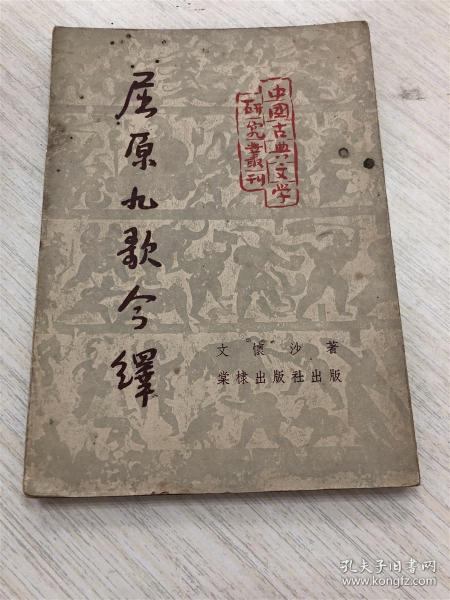 屈原九歌今繹
中國古典文学
研究叢刊
文懷沙著
棠棣出版社出版
孔夫子旧书网
www.kongfz.com